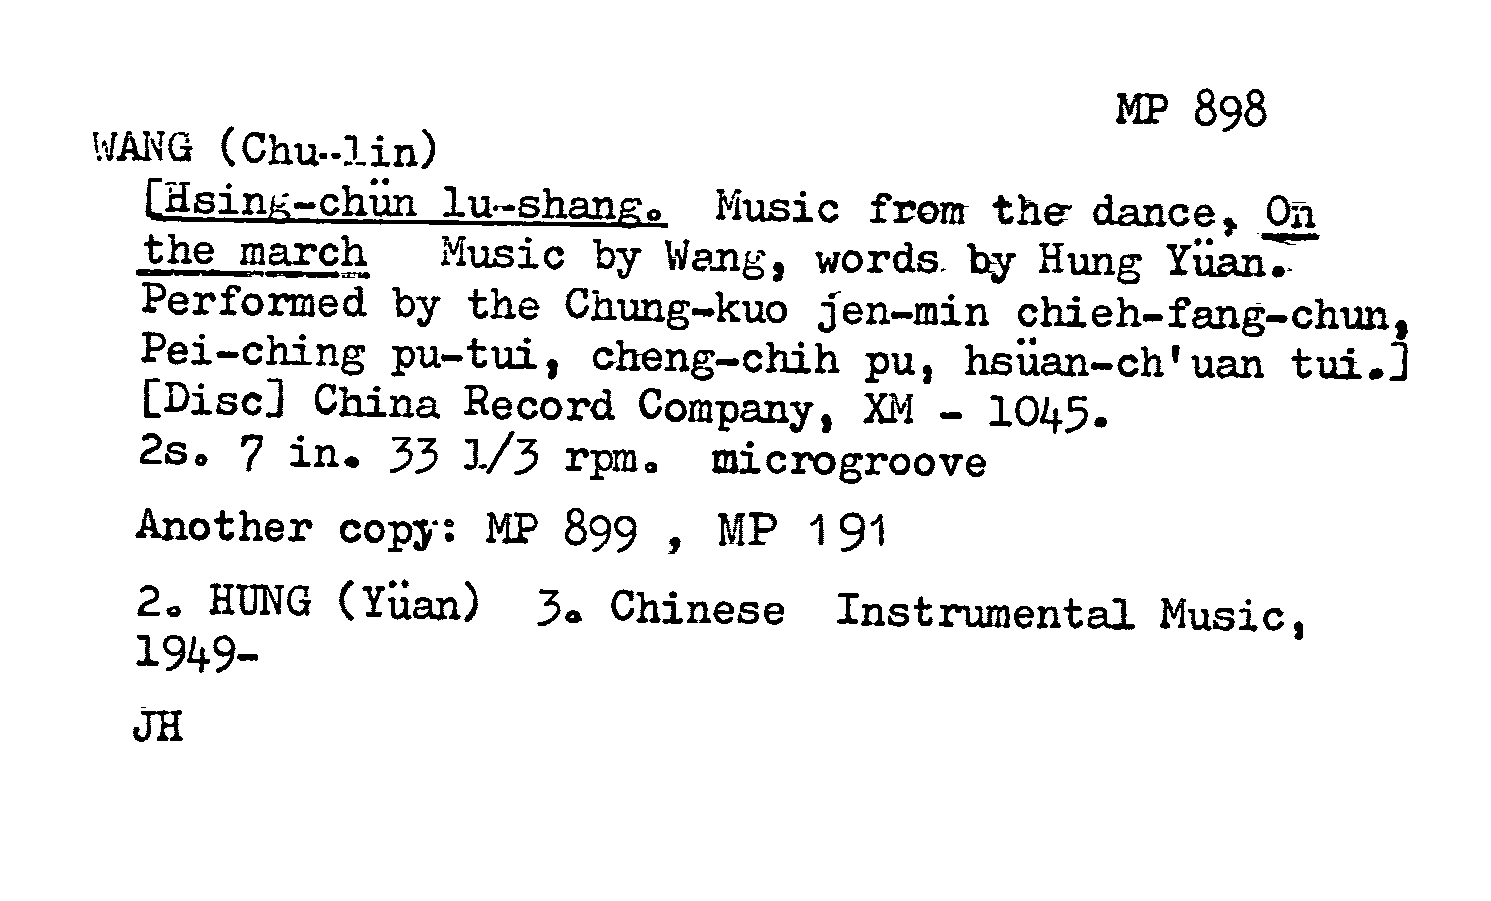 MP 898
WANG (Chu-lin)
[Hsing-chün lu-shang. Music from the dance, On
the march Music by Wang, words by Hung Yüan.
Performed by the Chung-kuo jen-min chieh-fang-chun,
Pei-ching pu-tui, cheng-chih pu, hsüan-ch'uan tui.]
[Disc] China Record Company, XM - 1045.
2s. 7 in. 33 1/3 rpm. microgroove
Another copy: MP 899 , MP 191
2. HUNG (Yüan) 3. Chinese Instrumental Music,
1949-
JH